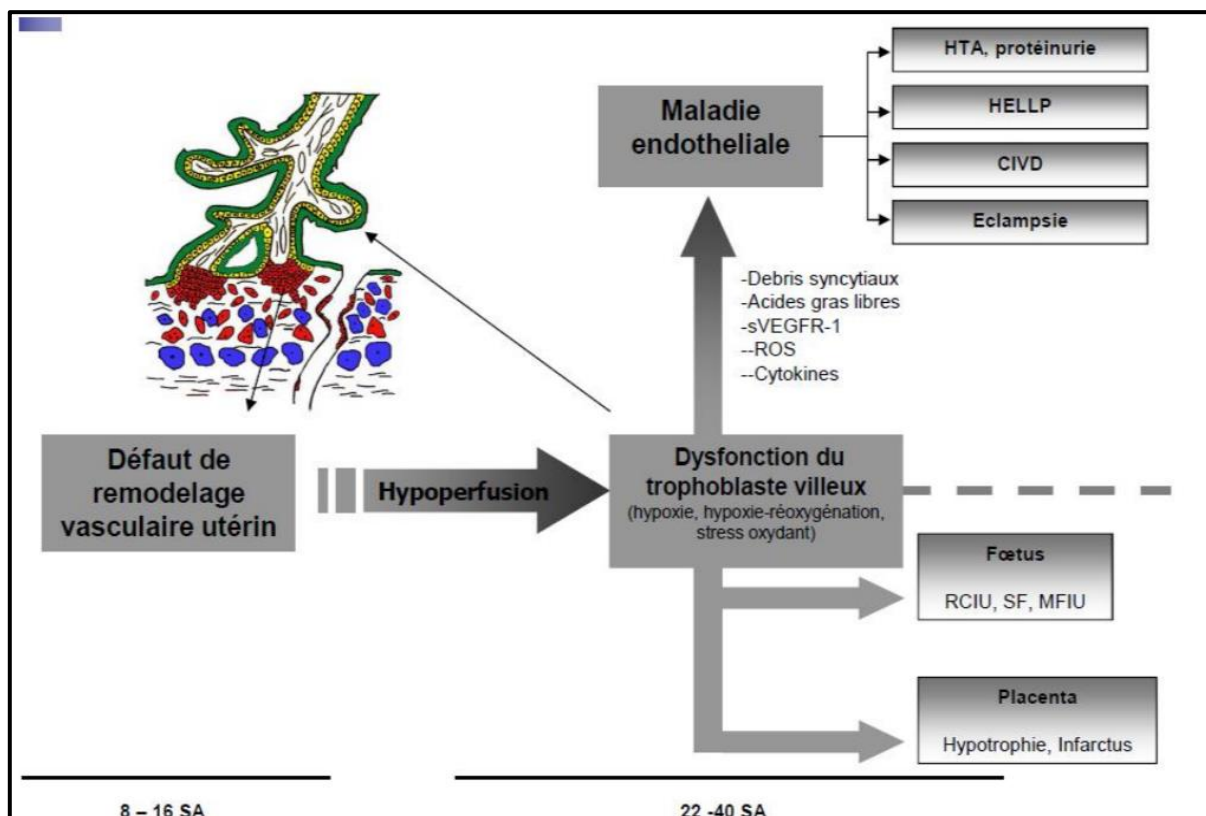 HTA, protéinurie
HELLP
CIVD
Eclampsie
Maladie
endotheliale
-Debris syncytiaux
-Acides gras libres
-sVEGFR-1
--ROS
--Cytokines
Défaut de
remodelage
vasculaire utérin
Hypoperfusion
Dysfonction du
trophoblaste villeux
(hypoxie, hypoxie-réoxygénation,
stress oxydant)
Fœtus
RCIU, SF, MFIU
Placenta
Hypotrophie, Infarctus
8 – 16 SA
22 -40 SA